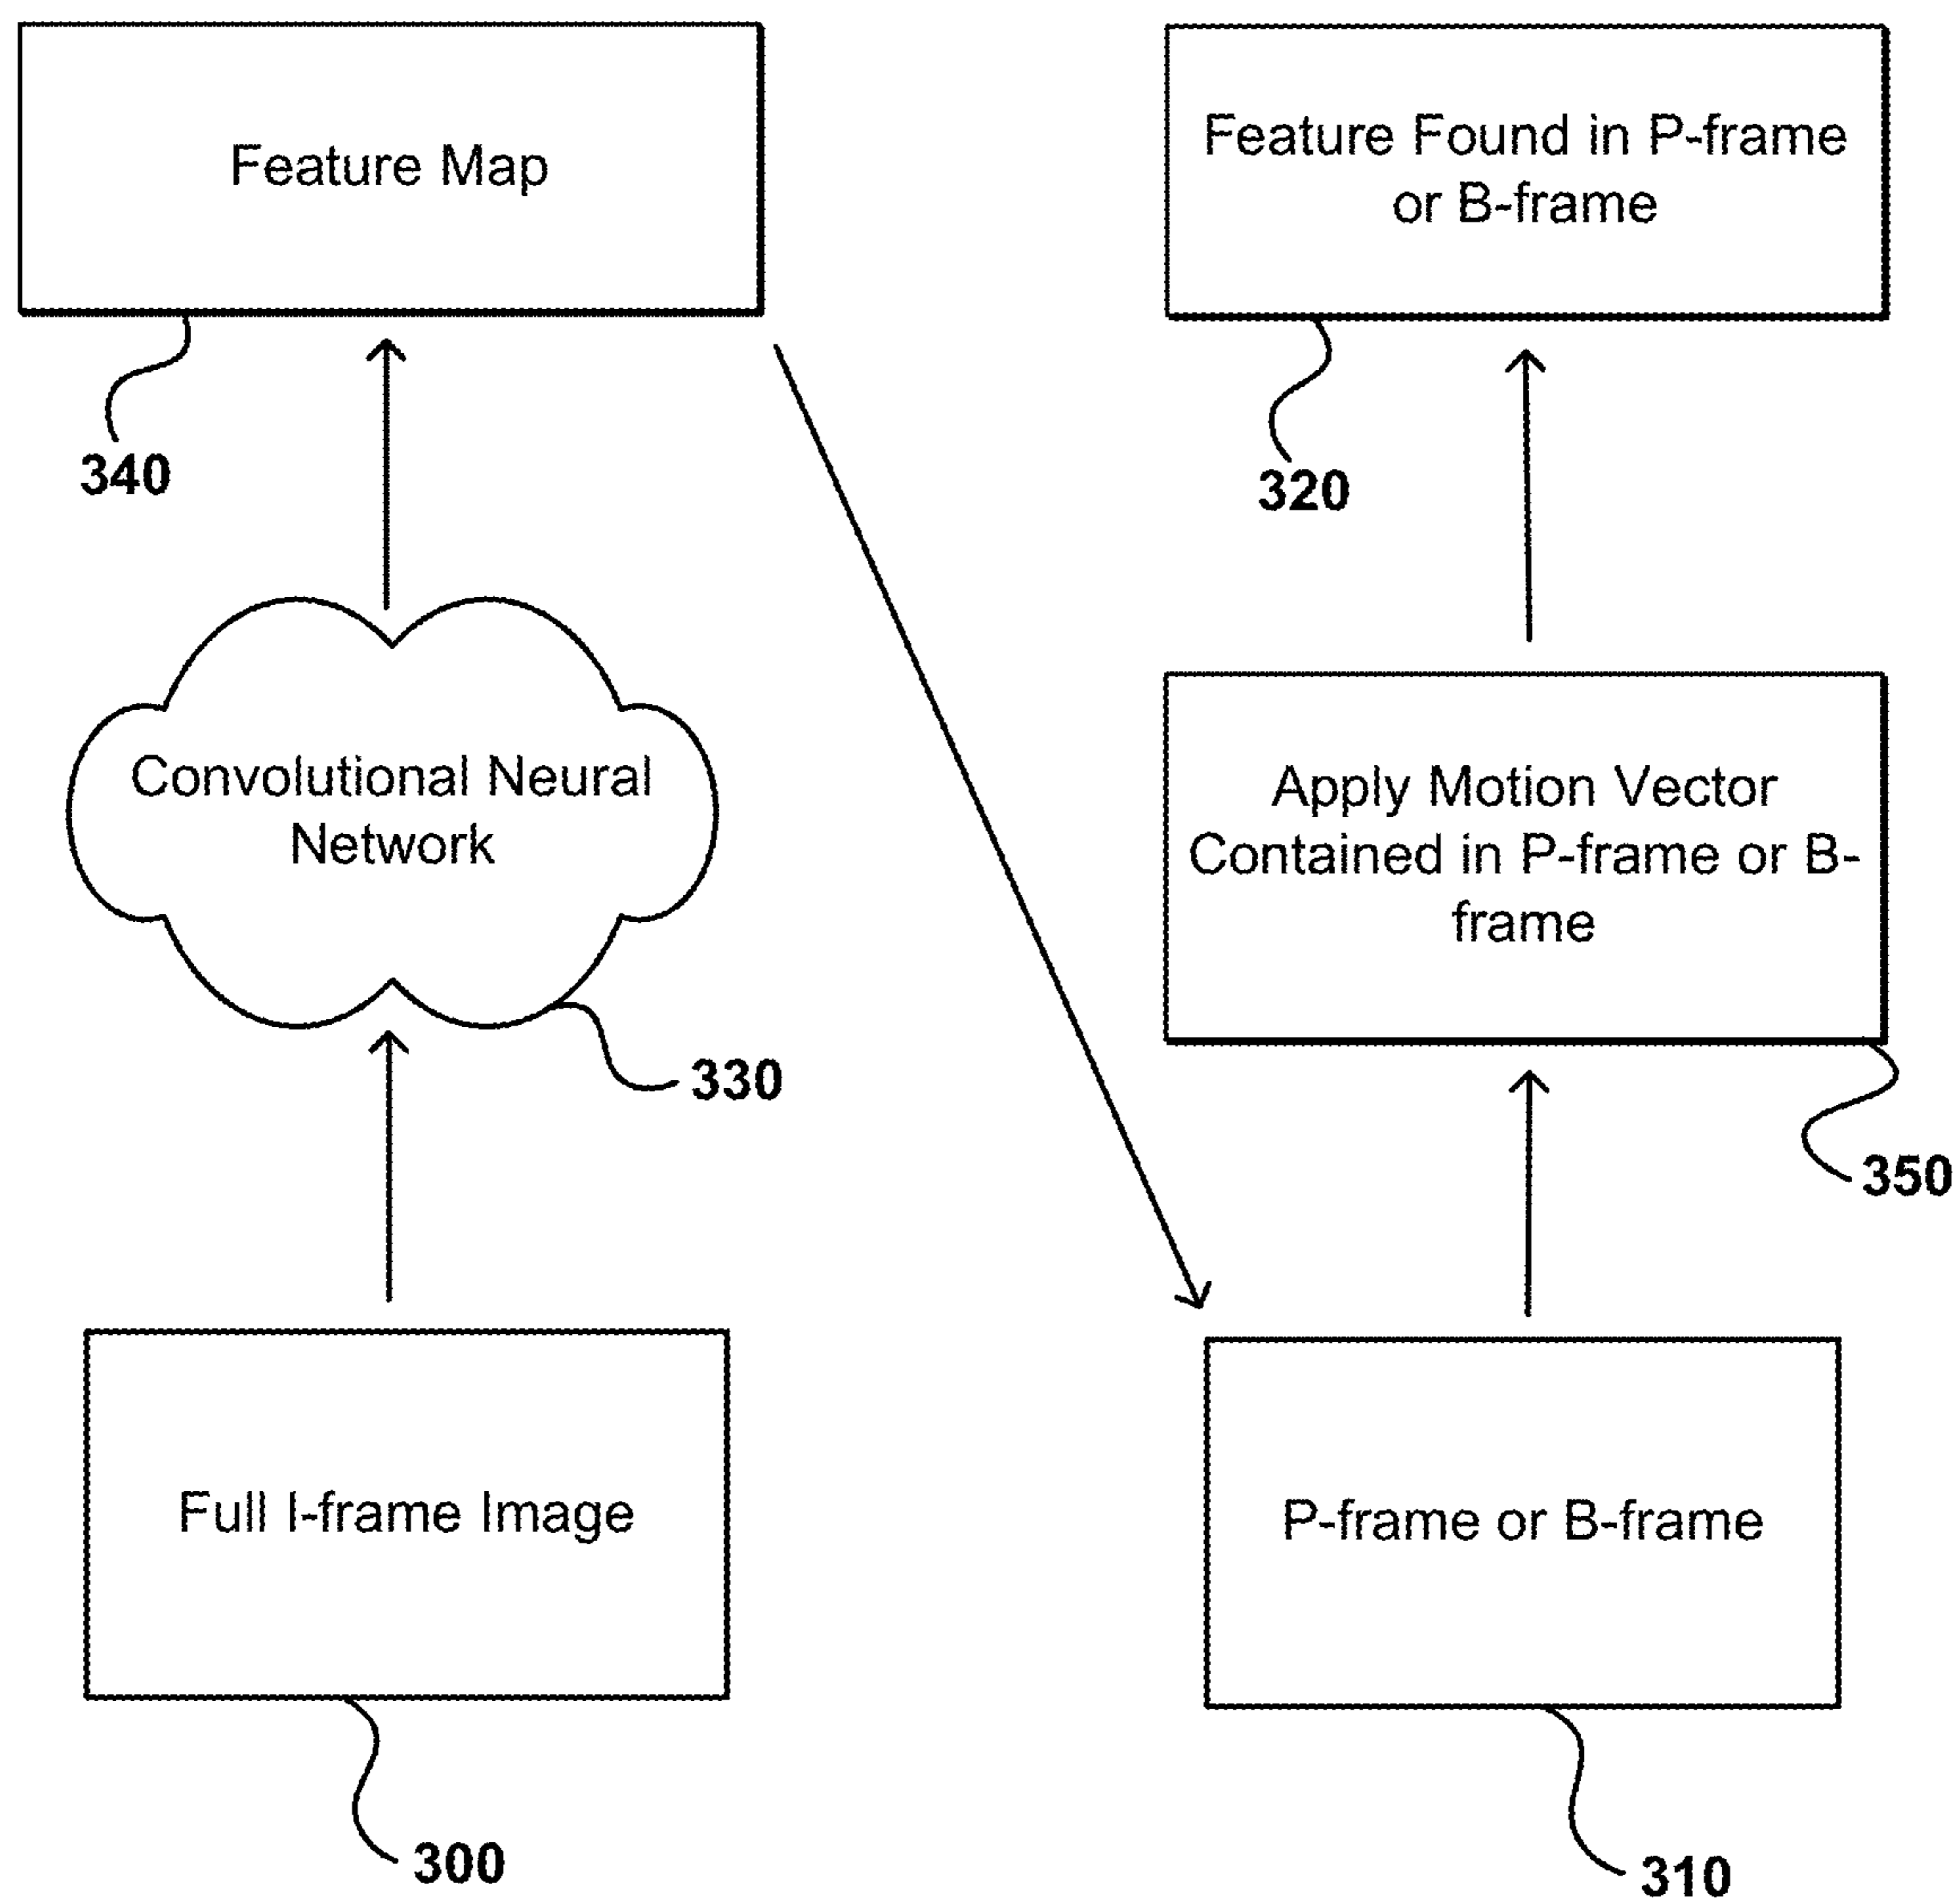 Feature Map
340
Convolutional Neural
Network
330
Full I-frame Image
300
Feature Found in P-frame
or B-frame
320
Apply Motion Vector
Contained in P-frame or B-
frame
350
P-frame or B-frame
310